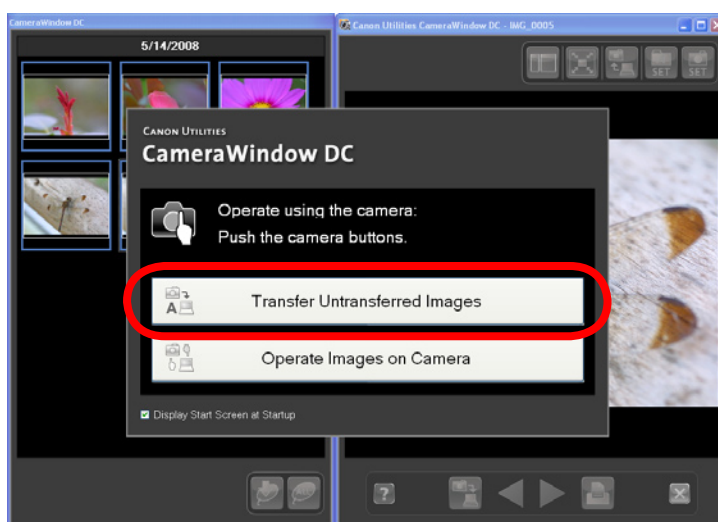 CameraWindow DC
Canon Utilities CameraWindow DC - IMG_0005
5/14/2008
SET
SET
CANON UTILITIES
CameraWindow DC
Operate using the camera:
Push the camera buttons.
A
Transfer Untransferred Images
Operate Images on Camera
Display Start Screen at Startup
?